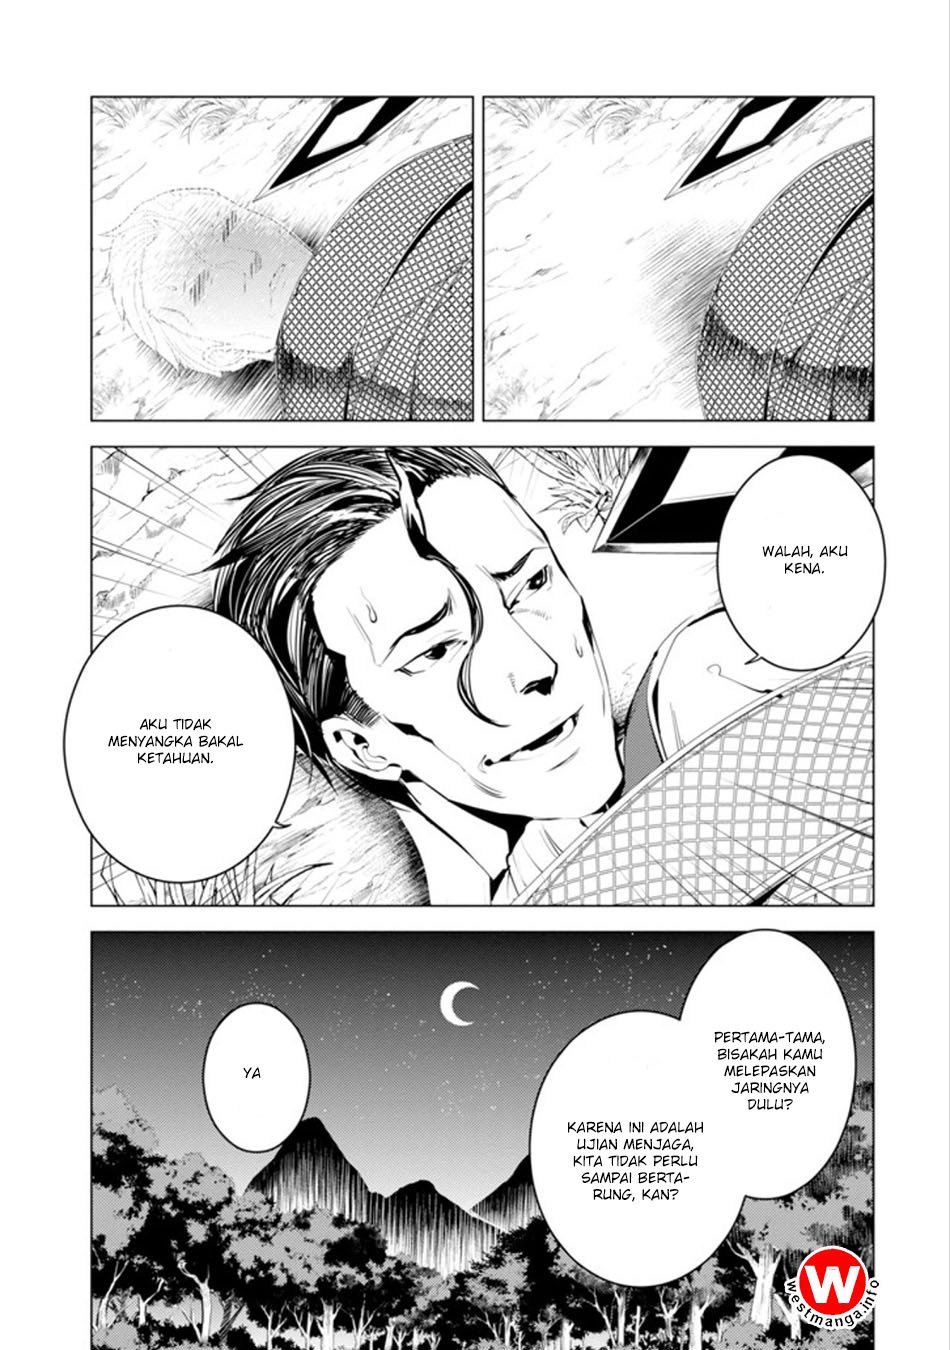 WALAH, AKU
KENA.
AKU TIDAK
MENYANGKA BAKAL
KETAHUAN.
PERTAMA-TAMA,
BISAKAH KAMU
MELEPASKAN
JARINGNYA
DULU?
KARENA INI ADALAH
UJIAN MENJAGA,
KITA TIDAK PERLU
SAMPAI BERTA-
RUNG, KAN?
YA
W
westmanga.info